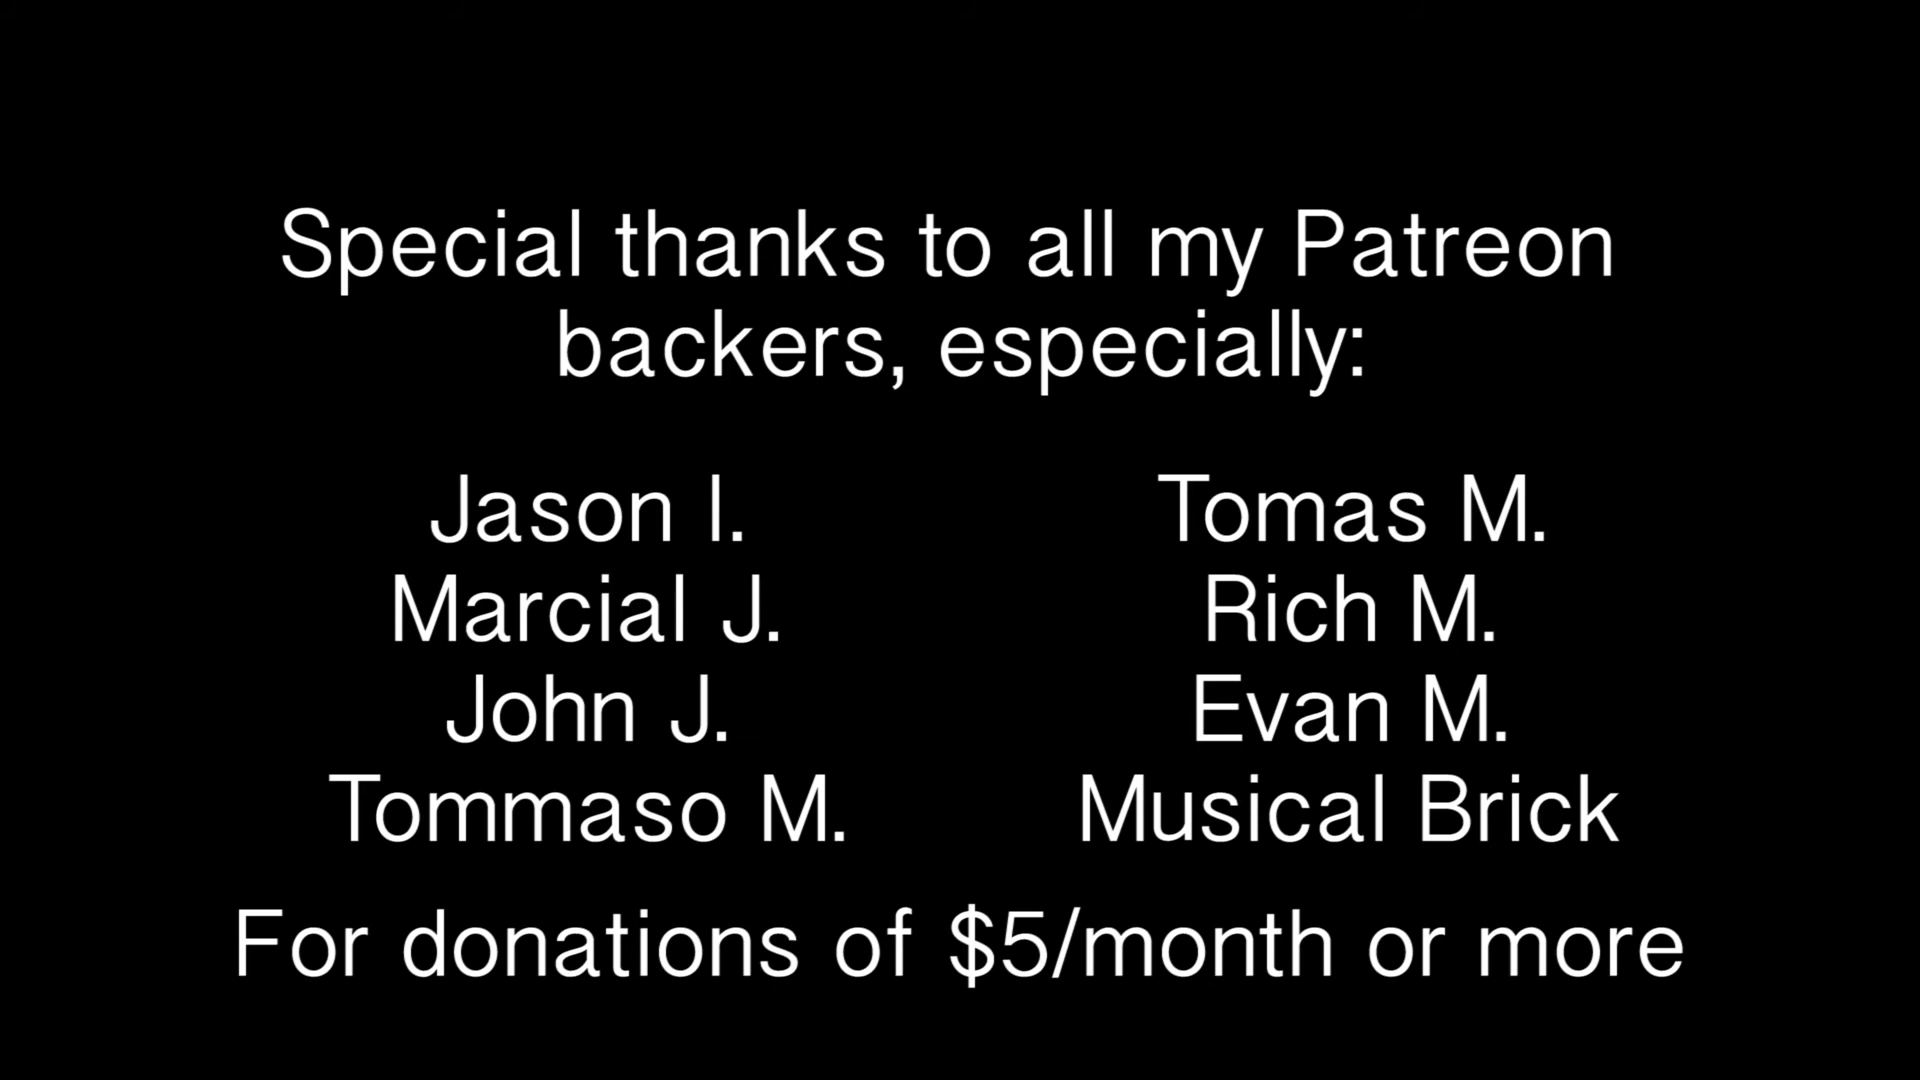 Special thanks to all my Patreon
backers, especially:
Jason I.
Marcial J.
John J.
Tommaso M.
Tomas M.
Rich M.
Evan M.
Musical Brick
For donations of $5/month or more